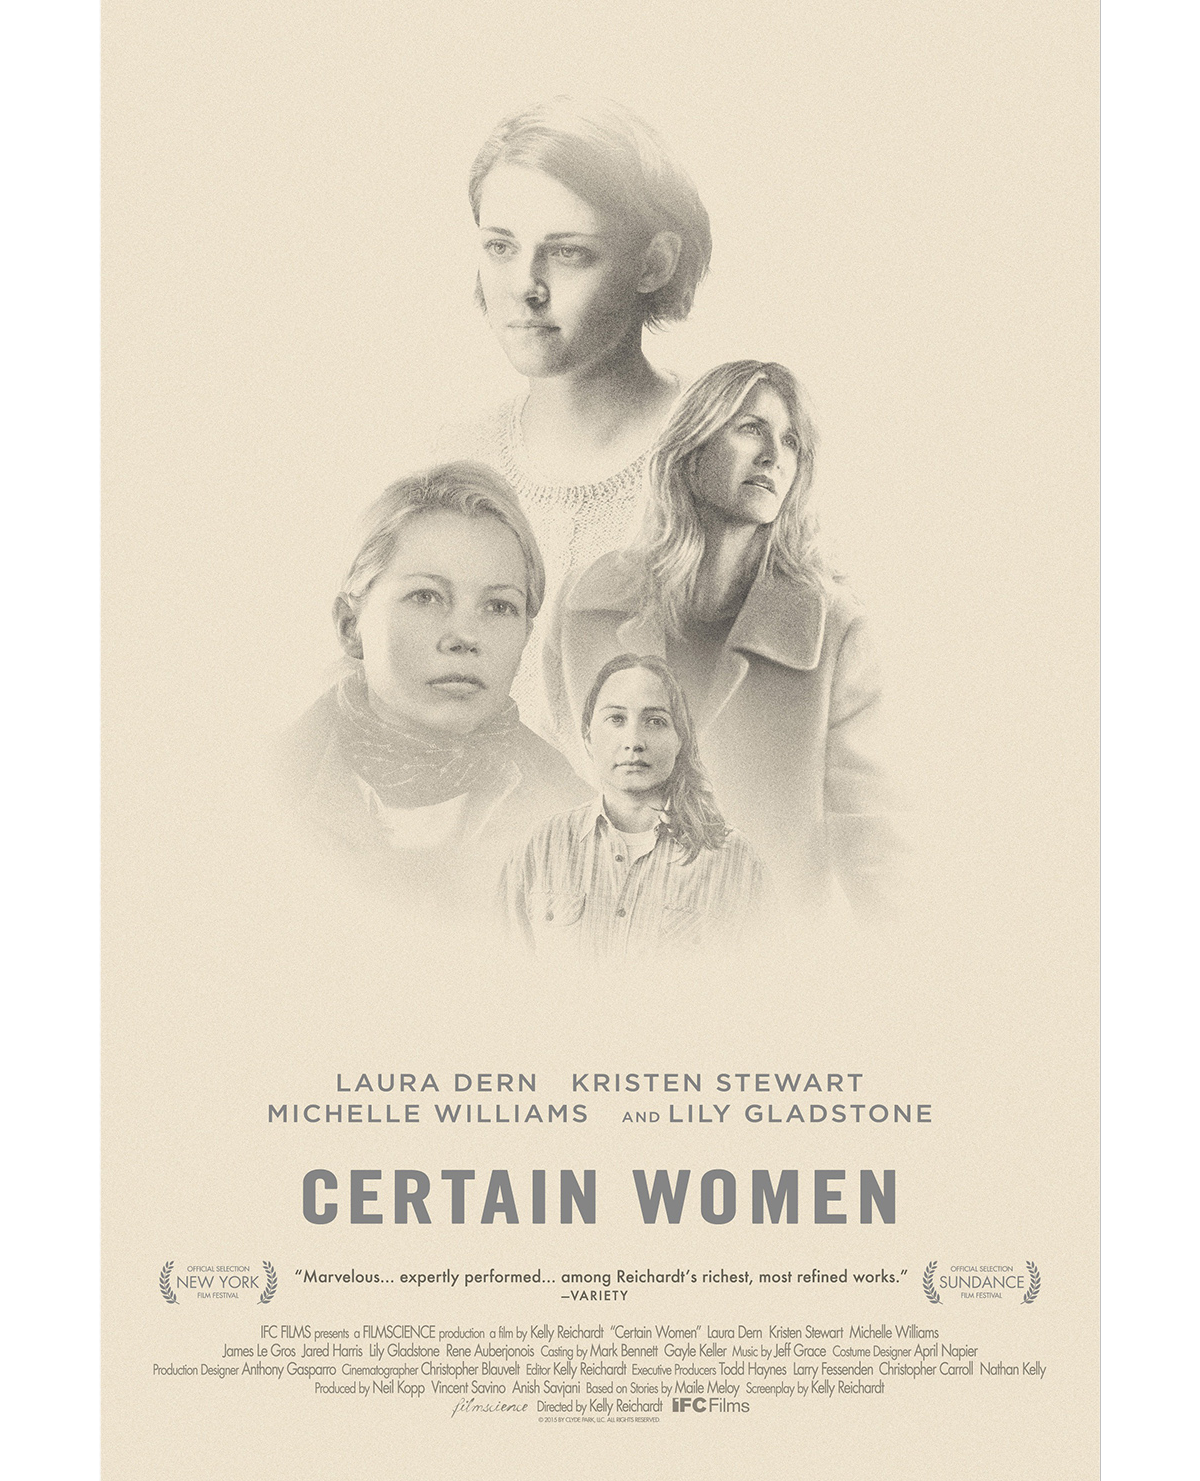 LAURA DERN KRISTEN STEWART
MICHELLE WILLIAMS AND LILY GLADSTONE
CERTAIN WOMEN
OFFICIAL SELECTION
NEW YORK
FILM FESTIVAL
“Marvelous... expertly performed... among Reichardt’s richest, most refined works.”
–VARIETY
OFFICIAL SELECTION
SUNDANCE
FILM FESTIVAL
IFC FILMS presents a FILMSCIENCE production a film by Kelly Reichardt “Certain Women” Laura Dern Kristen Stewart Michelle Williams
James Le Gros Jared Harris Lily Gladstone Rene Auberjonois Casting by Mark Bennett Gayle Keller Music by Jeff Grace Costume Designer April Napier
Production Designer Anthony Gasparro Cinematographer Christopher Blauvelt Editor Kelly Reichardt Executive Producers Todd Haynes Larry Fessenden Christopher Carroll Nathan Kelly
Produced by Neil Kopp Vincent Savino Anish Savjani Based on Stories by Maile Meloy Screenplay by Kelly Reichardt
filmscience Directed by Kelly Reichardt IFC Films
© 2015 BY CLYDE PARK, LLC. ALL RIGHTS RESERVED.